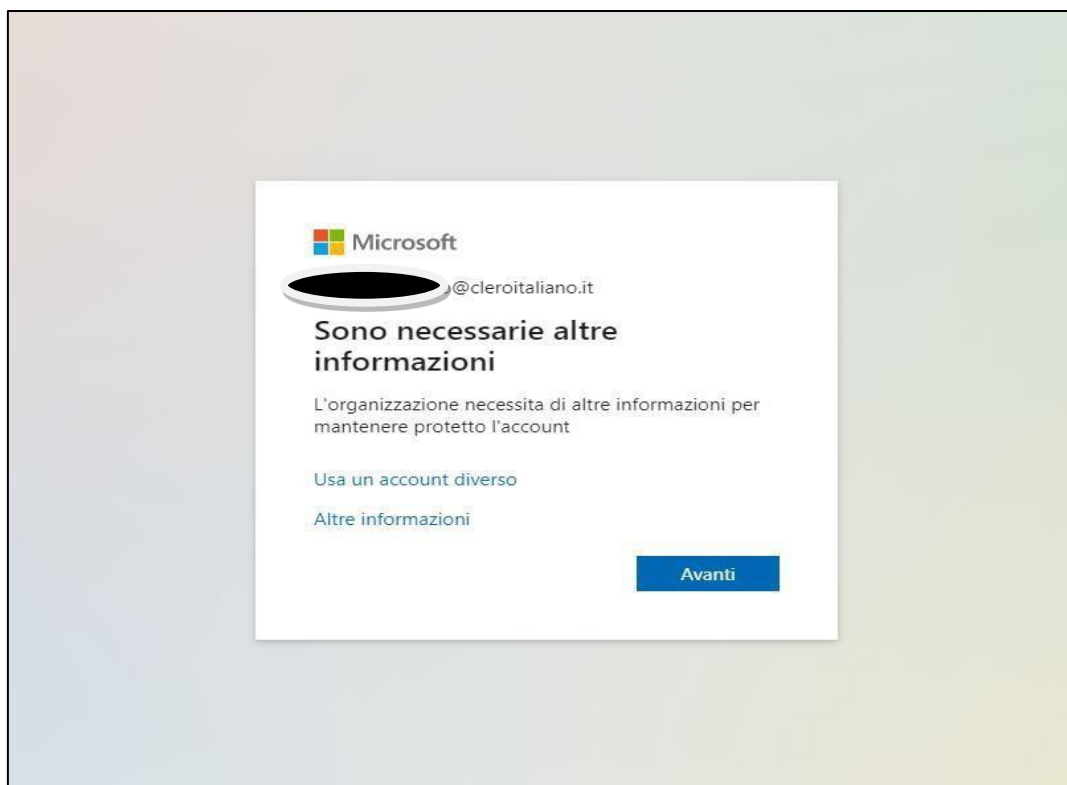 Microsoft
@cleroitaliano.it
Sono necessarie altre
informazioni
L'organizzazione necessita di altre informazioni per
mantenere protetto l'account
Usa un account diverso
Altre informazioni
Avanti